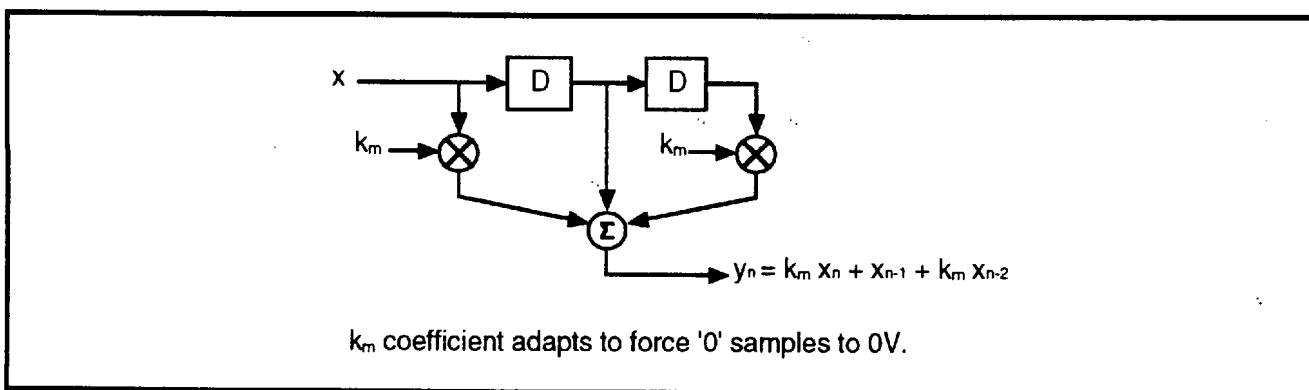 x
D
D
km
km
Σ
yn = km xn + xn-1 + km xn-2
km coefficient adapts to force '0' samples to 0V.